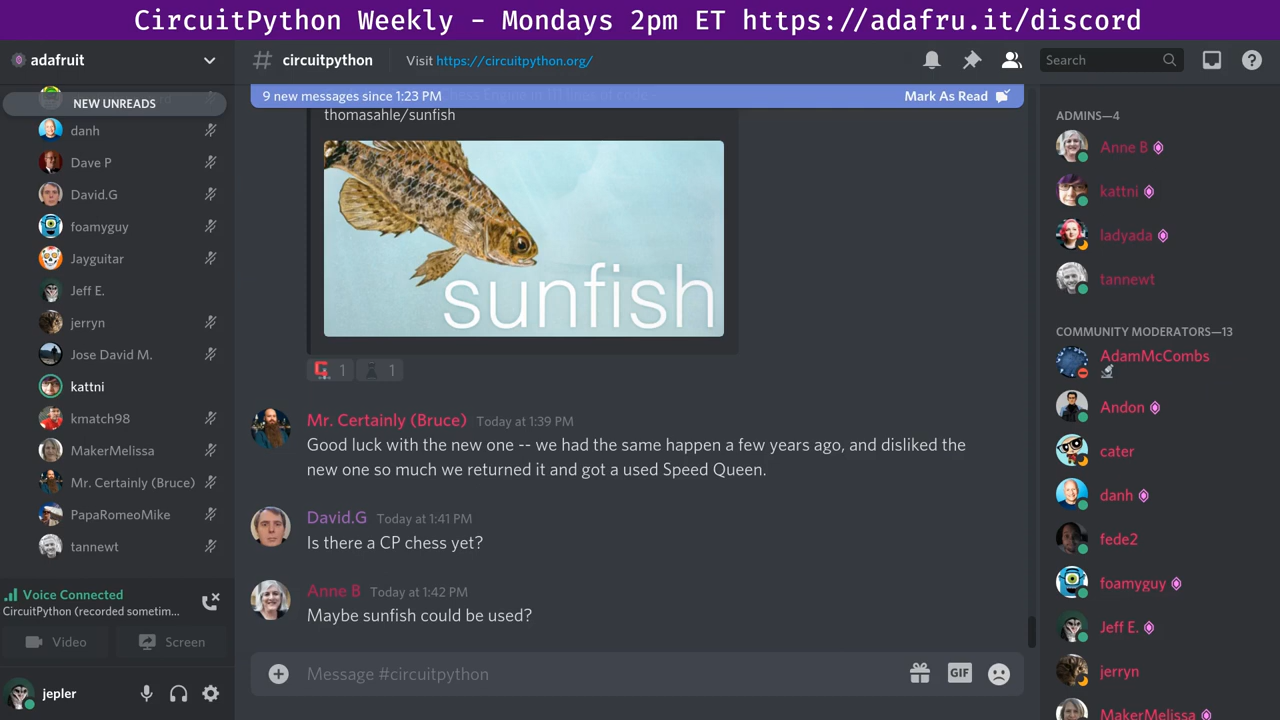 CircuitPython Weekly - Mondays 2pm ET https://adafru.it/discord
adafruit
# circuitpython
Visit https://circuitpython.org/
Search
NEW UNREADS
danh
Dave P
David.G
foamyguy
Jayguitar
Jeff E.
jerryn
Jose David M.
kattni
kmatch98
MakerMelissa
Mr. Certainly (Bruce)
PapaRomeoMike
tannewt
Voice Connected
CircuitPython (recorded sometim...
Video
Screen
jepler
9 new messages since 1:23 PM
Mark As Read
thomasahle/sunfish
sunfish
1
1
Mr. Certainly (Bruce) Today at 1:39 PM
Good luck with the new one -- we had the same happen a few years ago, and disliked the
new one so much we returned it and got a used Speed Queen.
David.G Today at 1:41 PM
Is there a CP chess yet?
Anne B Today at 1:42 PM
Maybe sunfish could be used?
Message #circuitpython
GIF
ADMINS—4
Anne B
kattni
ladyada
tannewt
COMMUNITY MODERATORS—13
AdamMcCombs
Andon
cater
danh
fede2
foamyguy
Jeff E.
jerryn
MakerMelissa